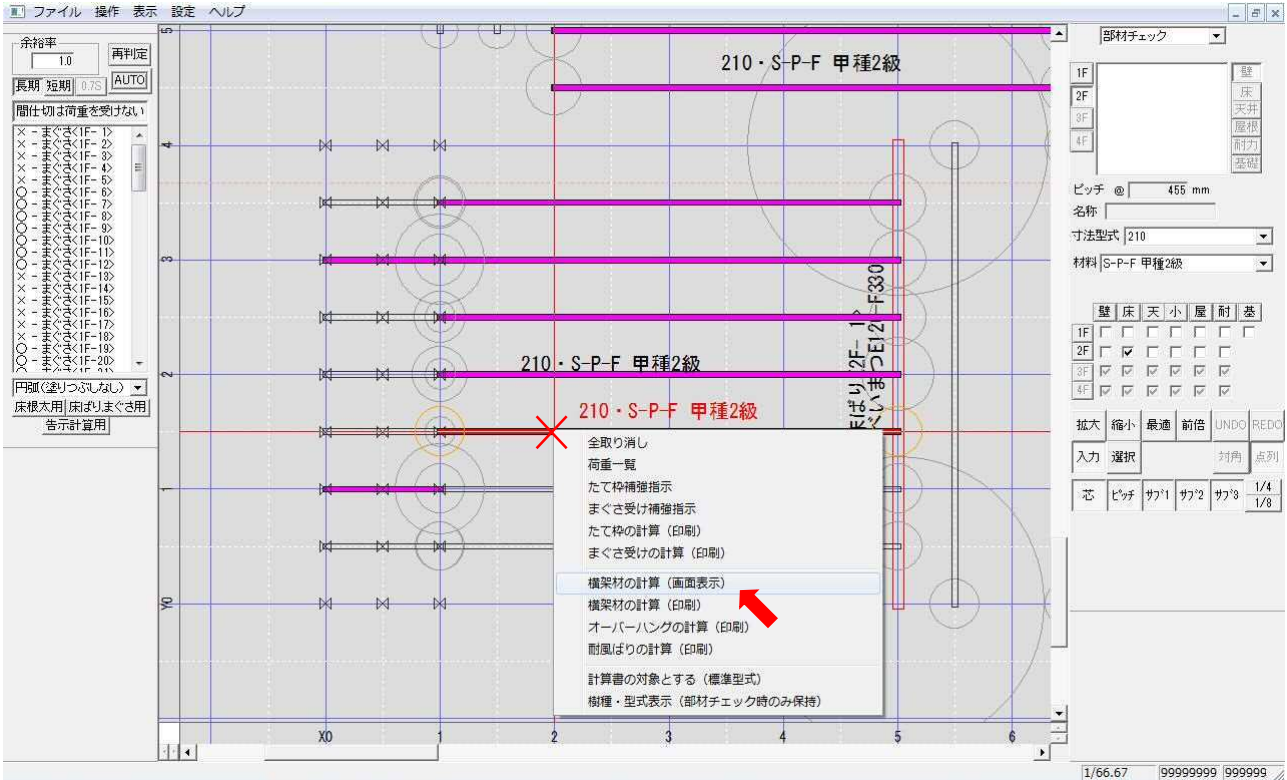 ファイル 操作 表示 設定 ヘルプ
余裕率
1.0
再判定
長期 短期 0.7S AUTO
間仕切は荷重を受けない
× - まぐさ<1F- 1>
× - まぐさ<1F- 2>
× - まぐさ<1F- 3>
× - まぐさ<1F- 4>
× - まぐさ<1F- 5>
○ - まぐさ<1F- 6>
○ - まぐさ<1F- 7>
○ - まぐさ<1F- 8>
○ - まぐさ<1F- 9>
○ - まぐさ<1F-10>
○ - まぐさ<1F-11>
○ - まぐさ<1F-12>
× - まぐさ<1F-13>
× - まぐさ<1F-14>
× - まぐさ<1F-15>
× - まぐさ<1F-16>
× - まぐさ<1F-17>
× - まぐさ<1F-18>
○ - まぐさ<1F-19>
○ - まぐさ<1F-20>
円弧(塗りつぶしなし)
床根太用 床ばりまぐさ用
告示計算用
5
4
3
2
1
Y0
X0 1 2 3 4 5 6
210・S-P-F 甲種2級
210・S-P-F 甲種2級
210・S-P-F 甲種2級
全取り消し
荷重一覧
たて枠補強指示
まぐさ受け補強指示
たて枠の計算（印刷）
まぐさ受けの計算（印刷）
横架材の計算（画面表示）
横架材の計算（印刷）
オーバーハングの計算（印刷）
耐風ばりの計算（印刷）
計算書の対象とする（標準型式）
樹種・型式表示（部材チェック時のみ保持）
部材チェック
1F
2F
3F
4F
壁
床
天井
屋根
耐力
基礎
ピッチ @ 455 mm
名称
寸法型式 210
材料 S-P-F 甲種2級
壁 床 天 小 屋 耐 基
1F
2F
3F
4F
拡大 縮小 最適 前倍 UNDO REDO
入力 選択 対角 点列
芯 ピッチ サブ1 サブ2 サブ3 1/4
1/8
1/66.67 99999999 999999